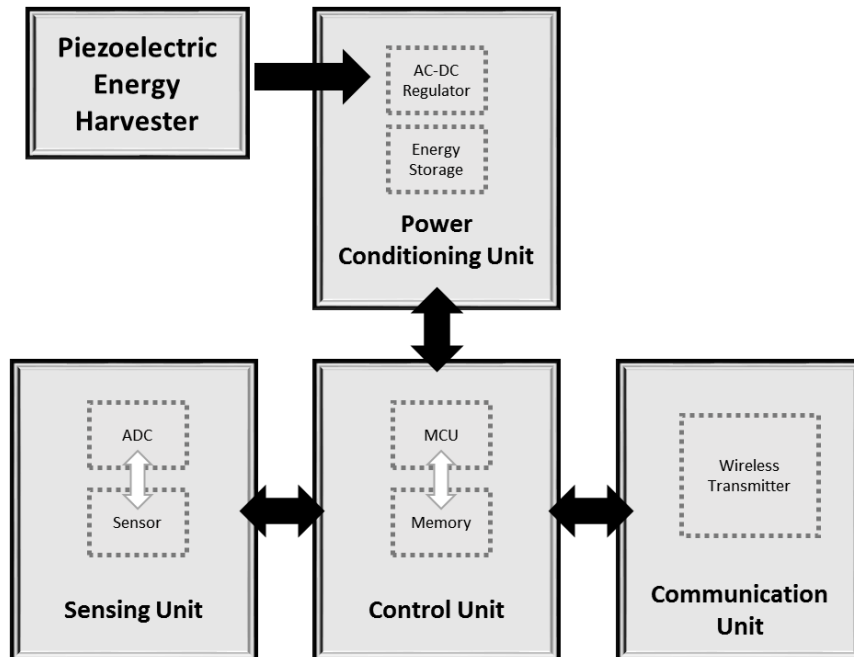 Piezoelectric
Energy
Harvester
AC-DC
Regulator
Energy
Storage
Power
Conditioning Unit
ADC
Sensor
Sensing Unit
MCU
Memory
Control Unit
Wireless
Transmitter
Communication
Unit